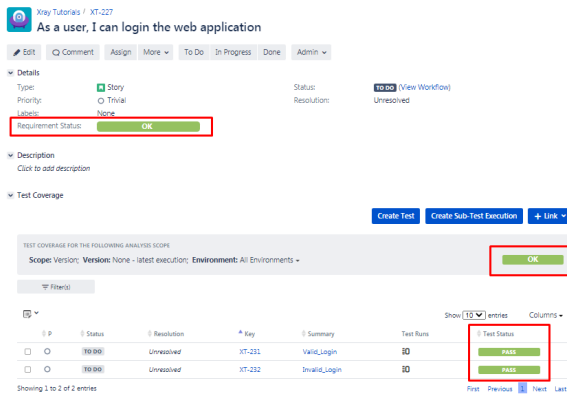 Xray Tutorials / XT-227
As a user, I can login the web application
Edit Comment Assign More To Do In Progress Done Admin
Details
Type: Story Status: TO DO (View Workflow)
Priority: Trivial Resolution: Unresolved
Labels: None
Requirement Status: OK
Description
Click to add description
Test Coverage
Create Test Create Sub-Test Execution + Link
TEST COVERAGE FOR THE FOLLOWING ANALYSIS SCOPE
Scope: Version; Version: None - latest execution; Environment: All Environments OK
Filter(s)
Show 10 entries Columns
P Status Resolution Key Summary Test Runs Test Status
TO DO Unresolved XT-231 Valid_Login PASS
TO DO Unresolved XT-232 Invalid_Login PASS
Showing 1 to 2 of 2 entries First Previous 1 Next Last